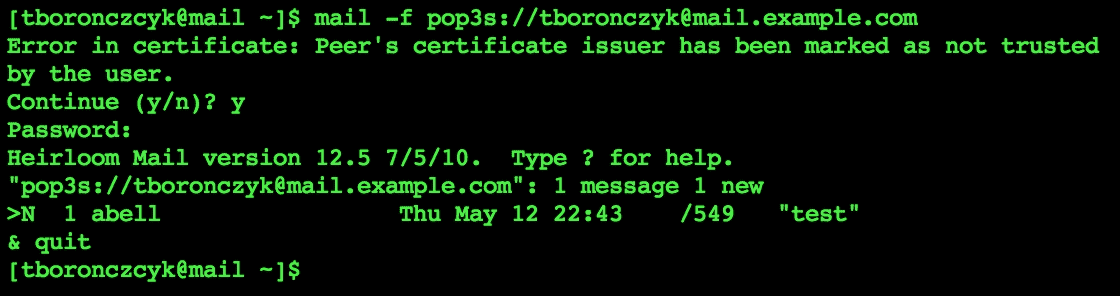 [tboronczcyk@mail ~]$ mail -f pop3s://tboronczyk@mail.example.com
Error in certificate: Peer's certificate issuer has been marked as not trusted
by the user.
Continue (y/n)? y
Password:
Heirloom Mail version 12.5 7/5/10.  Type ? for help.
"pop3s://tboronczyk@mail.example.com": 1 message 1 new
>N  1 abell                 Thu May 12 22:43    /549   "test"
& quit
[tboronczcyk@mail ~]$